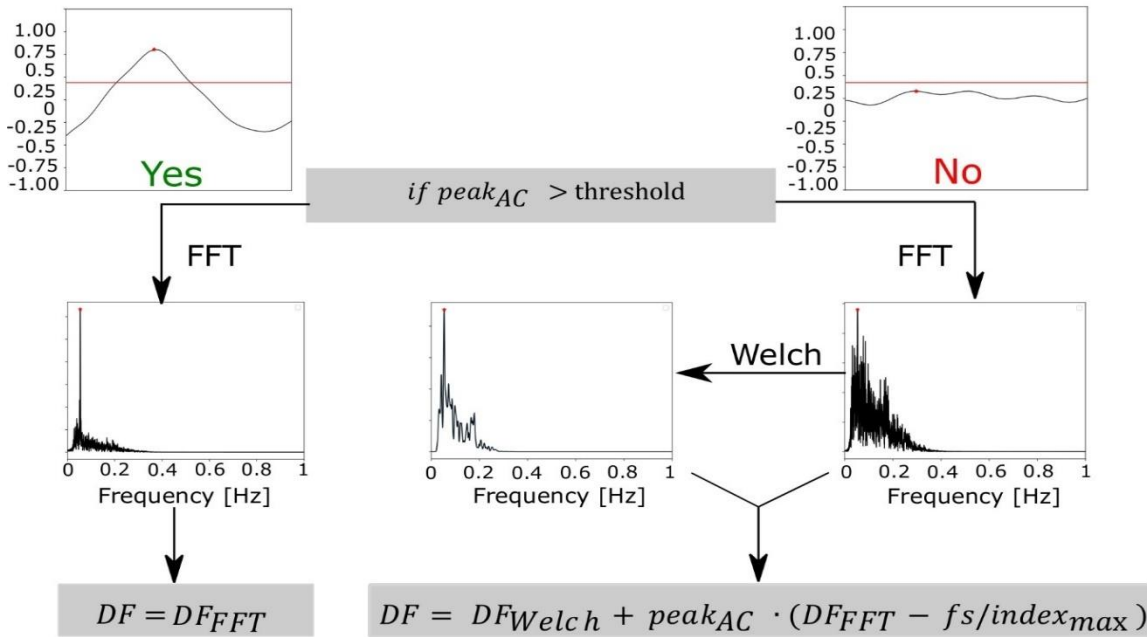 1.00
0.75
0.5
0.25
0
-0.25
-0.5
-0.75
-1.00
Yes
1.00
0.75
0.5
0.25
0
-0.25
-0.5
-0.75
-1.00
No
if peak_AC > threshold
FFT
FFT
Welch
0 0.2 0.4 0.6 0.8 1
Frequency [Hz]
0 0.2 0.4 0.6 0.8 1
Frequency [Hz]
0 0.2 0.4 0.6 0.8 1
Frequency [Hz]
DF = DF_FFT
DF = DF_Welch + peak_AC · (DF_FFT − fs/index_max)